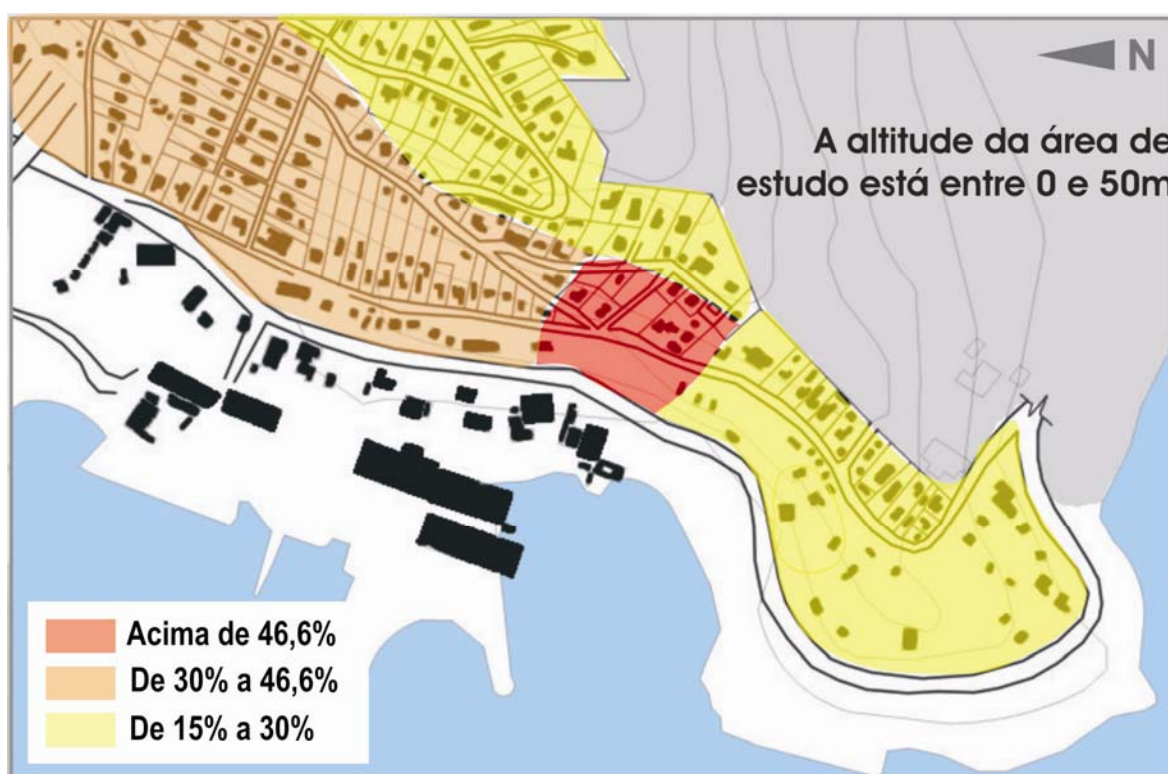 N
A altitude da área de
estudo está entre 0 e 50m
Acima de 46,6%
De 30% a 46,6%
De 15% a 30%